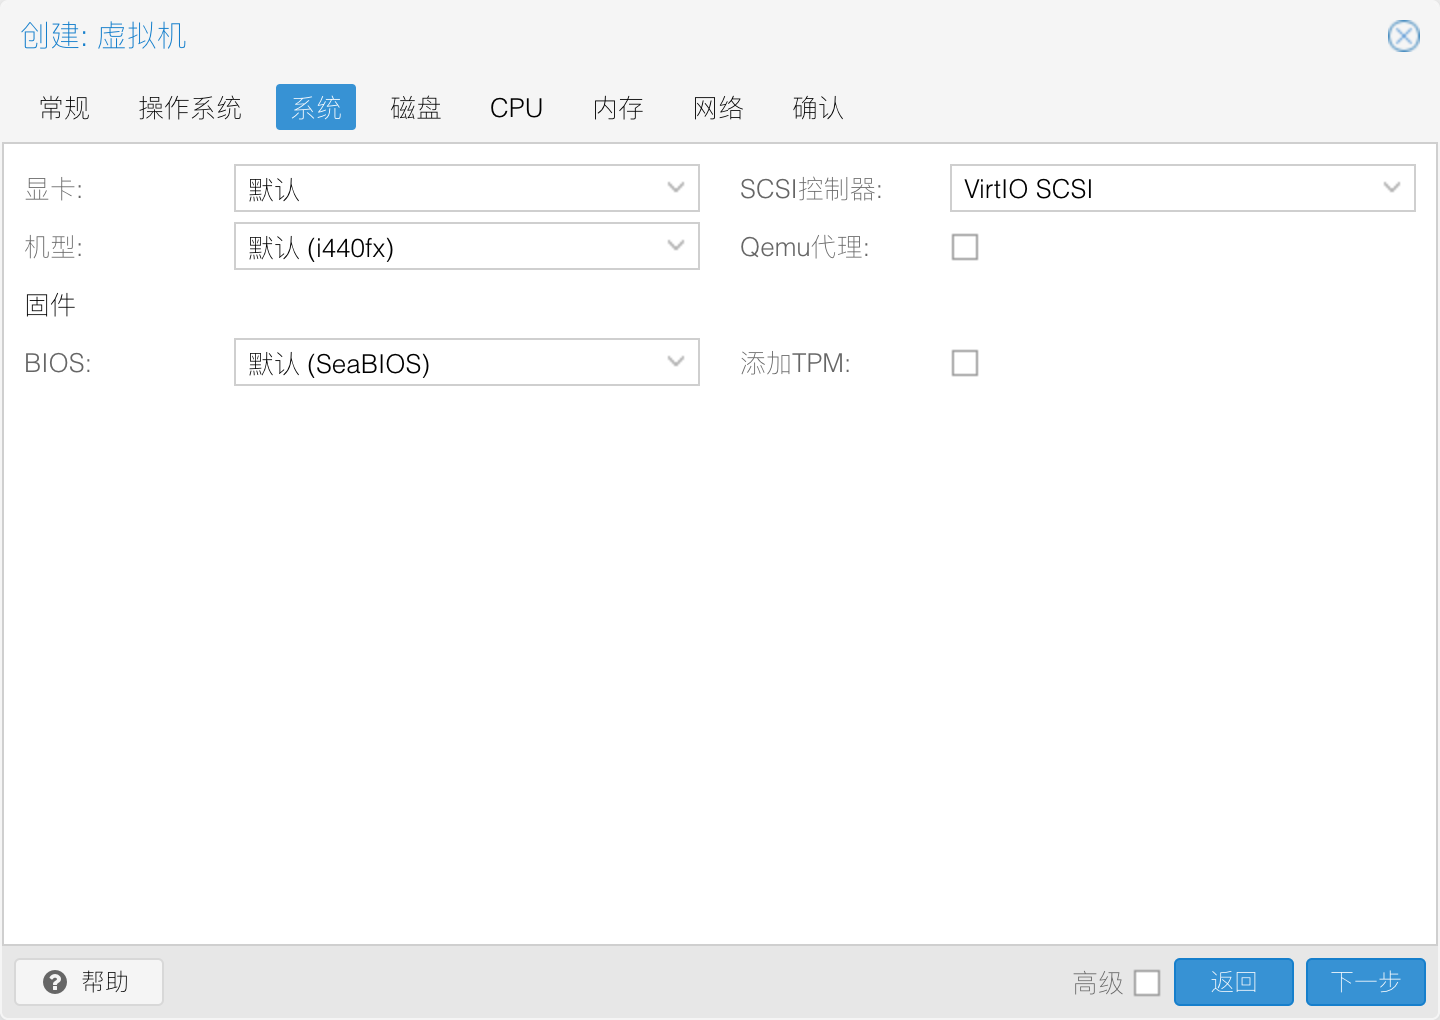 创建: 虚拟机
常规 操作系统 系统 磁盘 CPU 内存 网络 确认
显卡: 默认 SCSI控制器: VirtIO SCSI
机型: 默认 (i440fx) Qemu代理:
固件
BIOS: 默认 (SeaBIOS) 添加TPM:
帮助 高级 返回 下一步